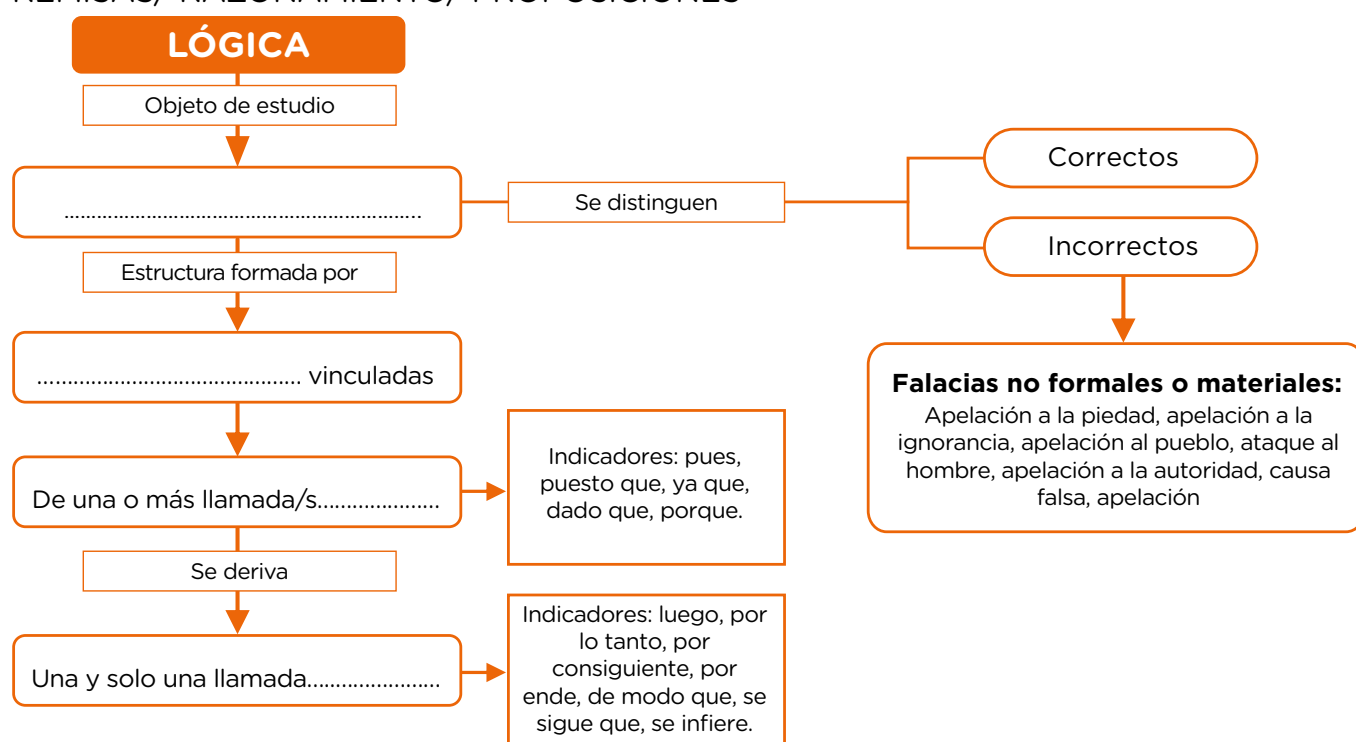 REMISAS/ RAZONAMIENTO/ PROPOSICIONES
LÓGICA
Objeto de estudio
............................................................
Se distinguen
Correctos
Incorrectos
Estructura formada por
............................................ vinculadas
Falacias no formales o materiales:
Apelación a la piedad, apelación a la
ignorancia, apelación al pueblo, ataque al
hombre, apelación a la autoridad, causa
falsa, apelación
De una o más llamada/s.....................
Indicadores: pues,
puesto que, ya que,
dado que, porque.
Se deriva
Una y solo una llamada.......................
Indicadores: luego, por
lo tanto, por
consiguiente, por
ende, de modo que, se
sigue que, se infiere.